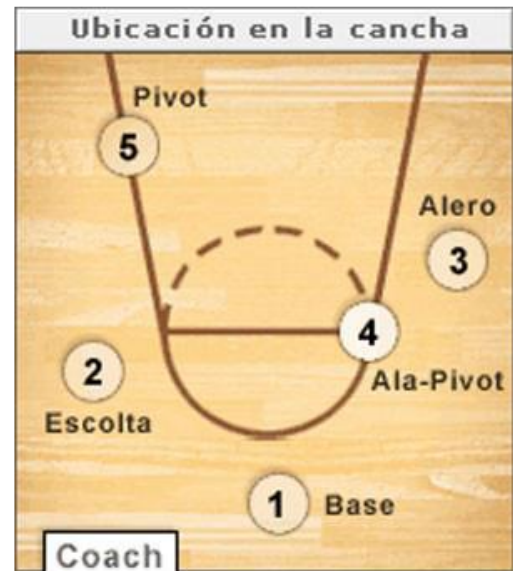 Ubicación en la cancha
Pivot
5
Alero
3
4
Ala-Pivot
2
Escolta
1 Base
Coach